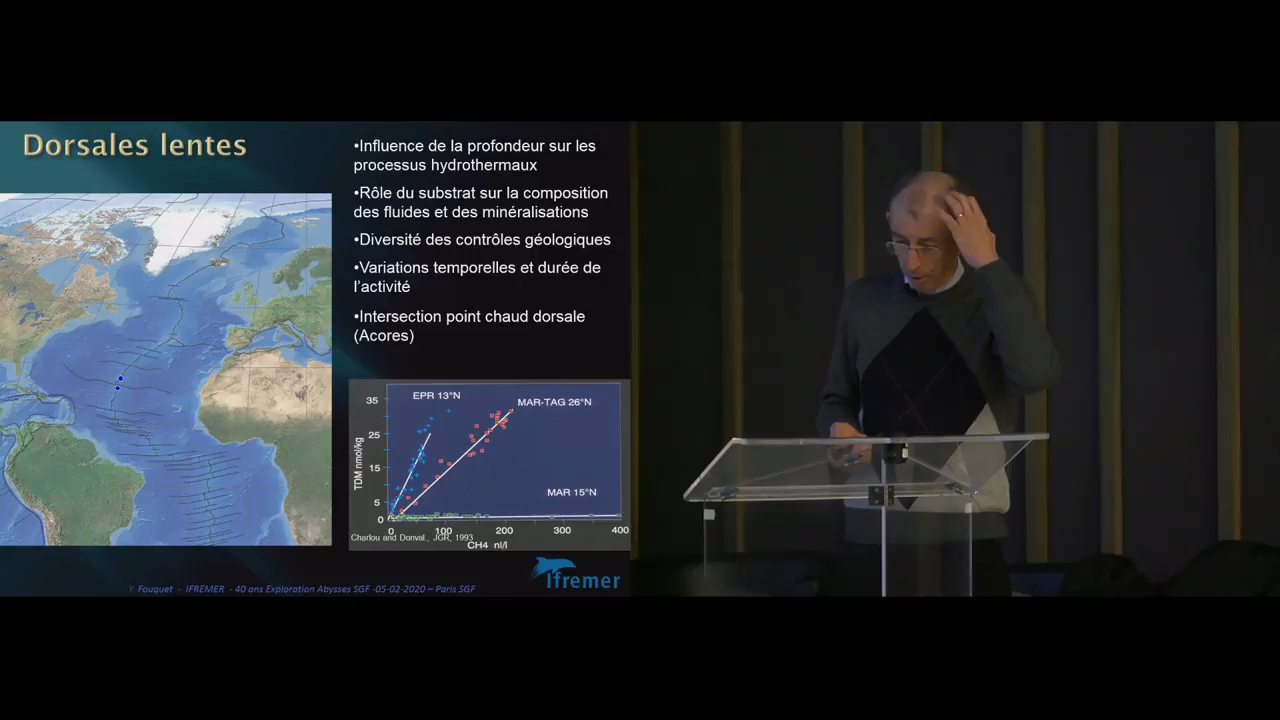 Dorsales lentes
•Influence de la profondeur sur les
processus hydrothermaux
•Rôle du substrat sur la composition
des fluides et des minéralisations
•Diversité des contrôles géologiques
•Variations temporelles et durée de
l'activité
•Intersection point chaud dorsale
(Acores)
EPR 13°N
MAR-TAG 26°N
MAR 15°N
TDM nmol/kg
35
25
15
5
0
0 100 200 300 400
Charlou and Donval., JGR, 1993
CH4 nl/l
Ifremer
Y. Fouquet - IFREMER - 40 ans Exploration Abysses SGF -05-02-2020 – Paris SGF